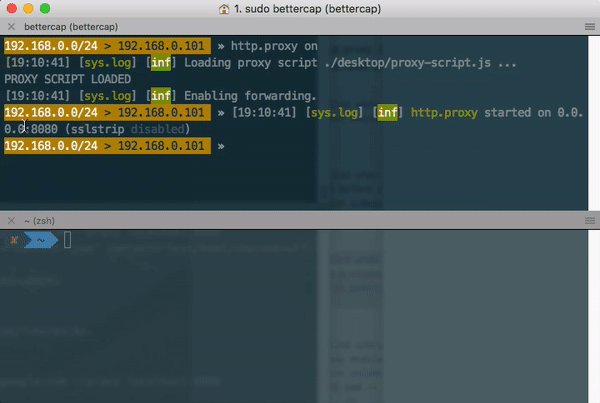 1. sudo bettercap (bettercap)
bettercap (bettercap)
192.168.0.0/24 > 192.168.0.101 » http.proxy on
[19:10:41] [sys.log] [inf] Loading proxy script ./desktop/proxy-script.js ...
PROXY SCRIPT LOADED
[19:10:41] [sys.log] [inf] Enabling forwarding.
192.168.0.0/24 > 192.168.0.101 » [19:10:41] [sys.log] [inf] http.proxy started on 0.0.
0.0:8080 (sslstrip disabled)
192.168.0.0/24 > 192.168.0.101 »
~ (zsh)
~